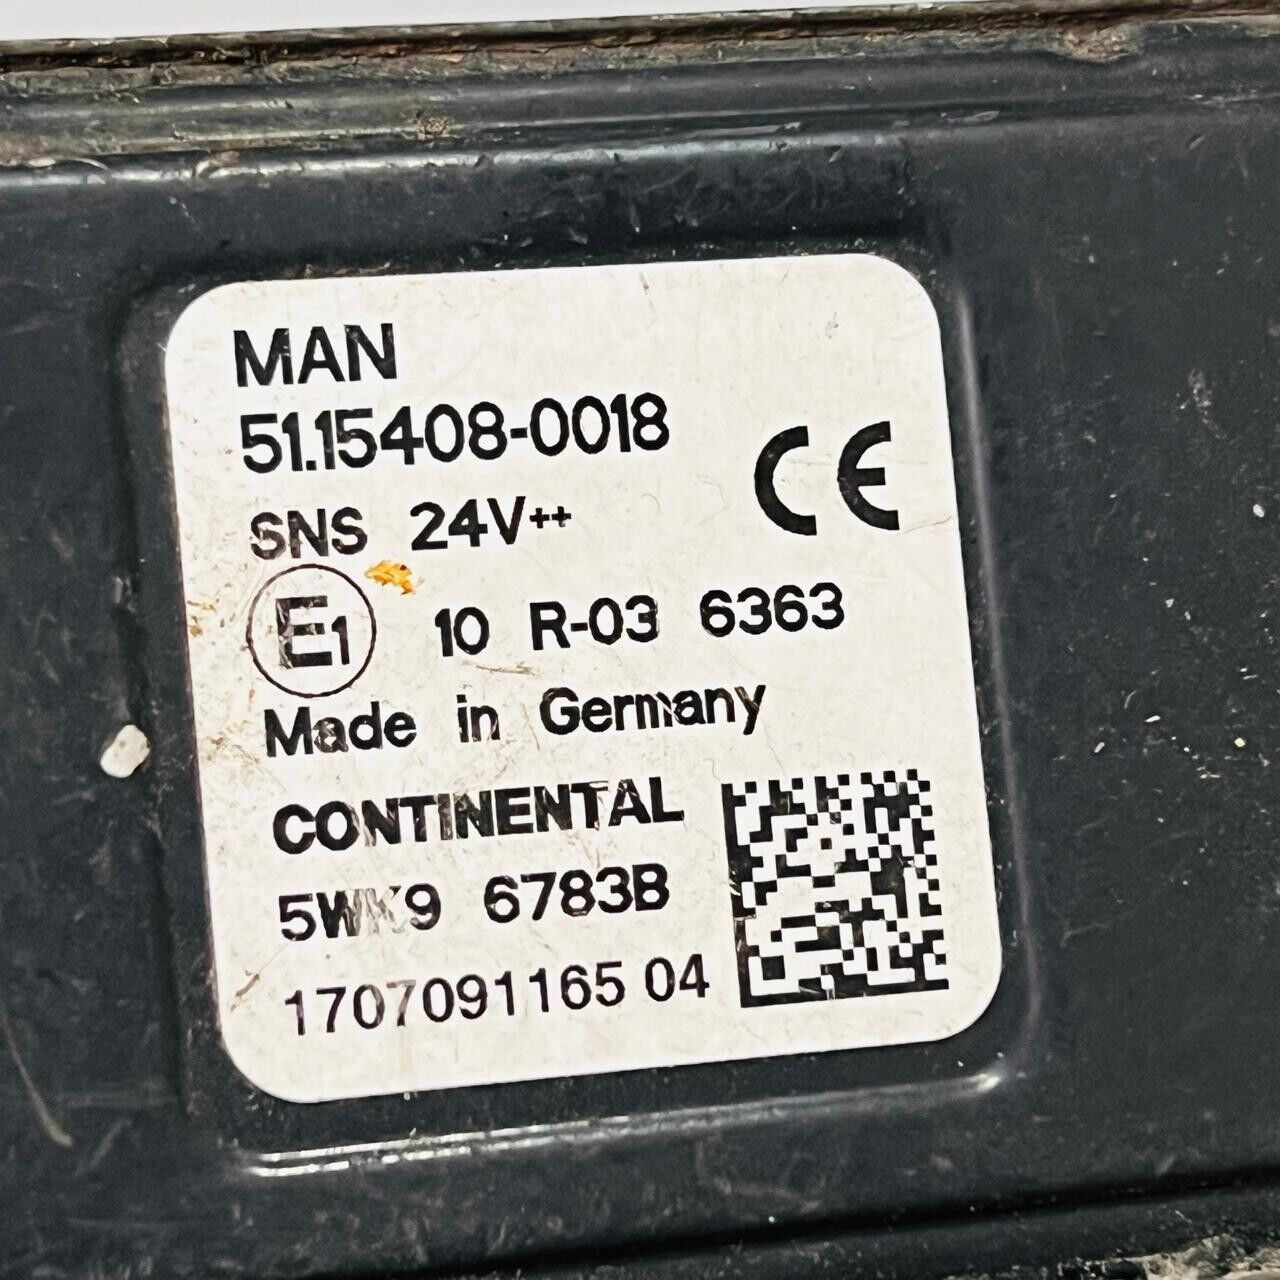 MAN
51.15408-0018
CE
SNS 24V++
E1 10 R-03 6363
Made in Germany
CONTINENTAL
5WK9 6783B
1707091165 04